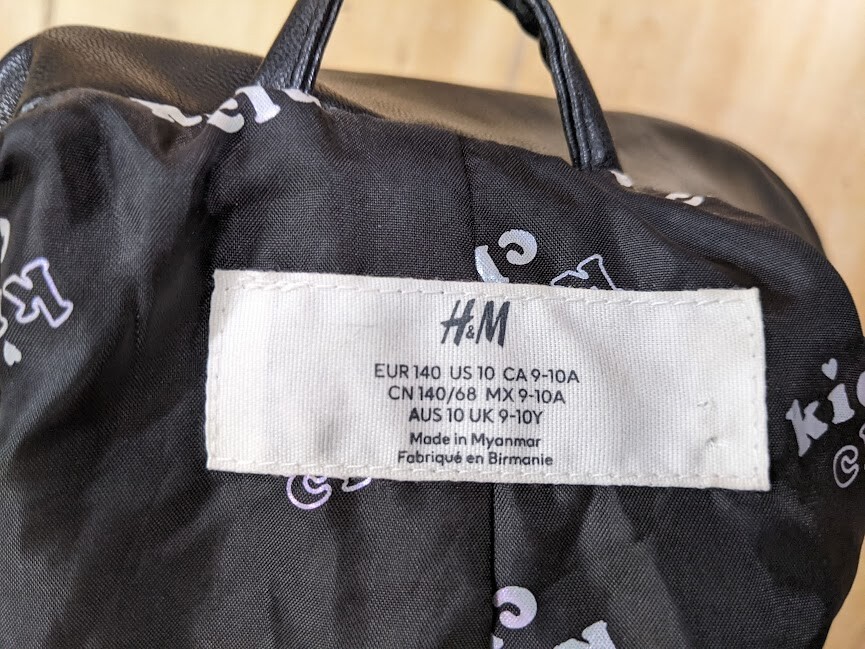 H&M
EUR 140 US 10 CA 9-10A
CN 140/68 MX 9-10A
AUS 10 UK 9-10Y
Made in Myanmar
Fabriqué en Birmanie